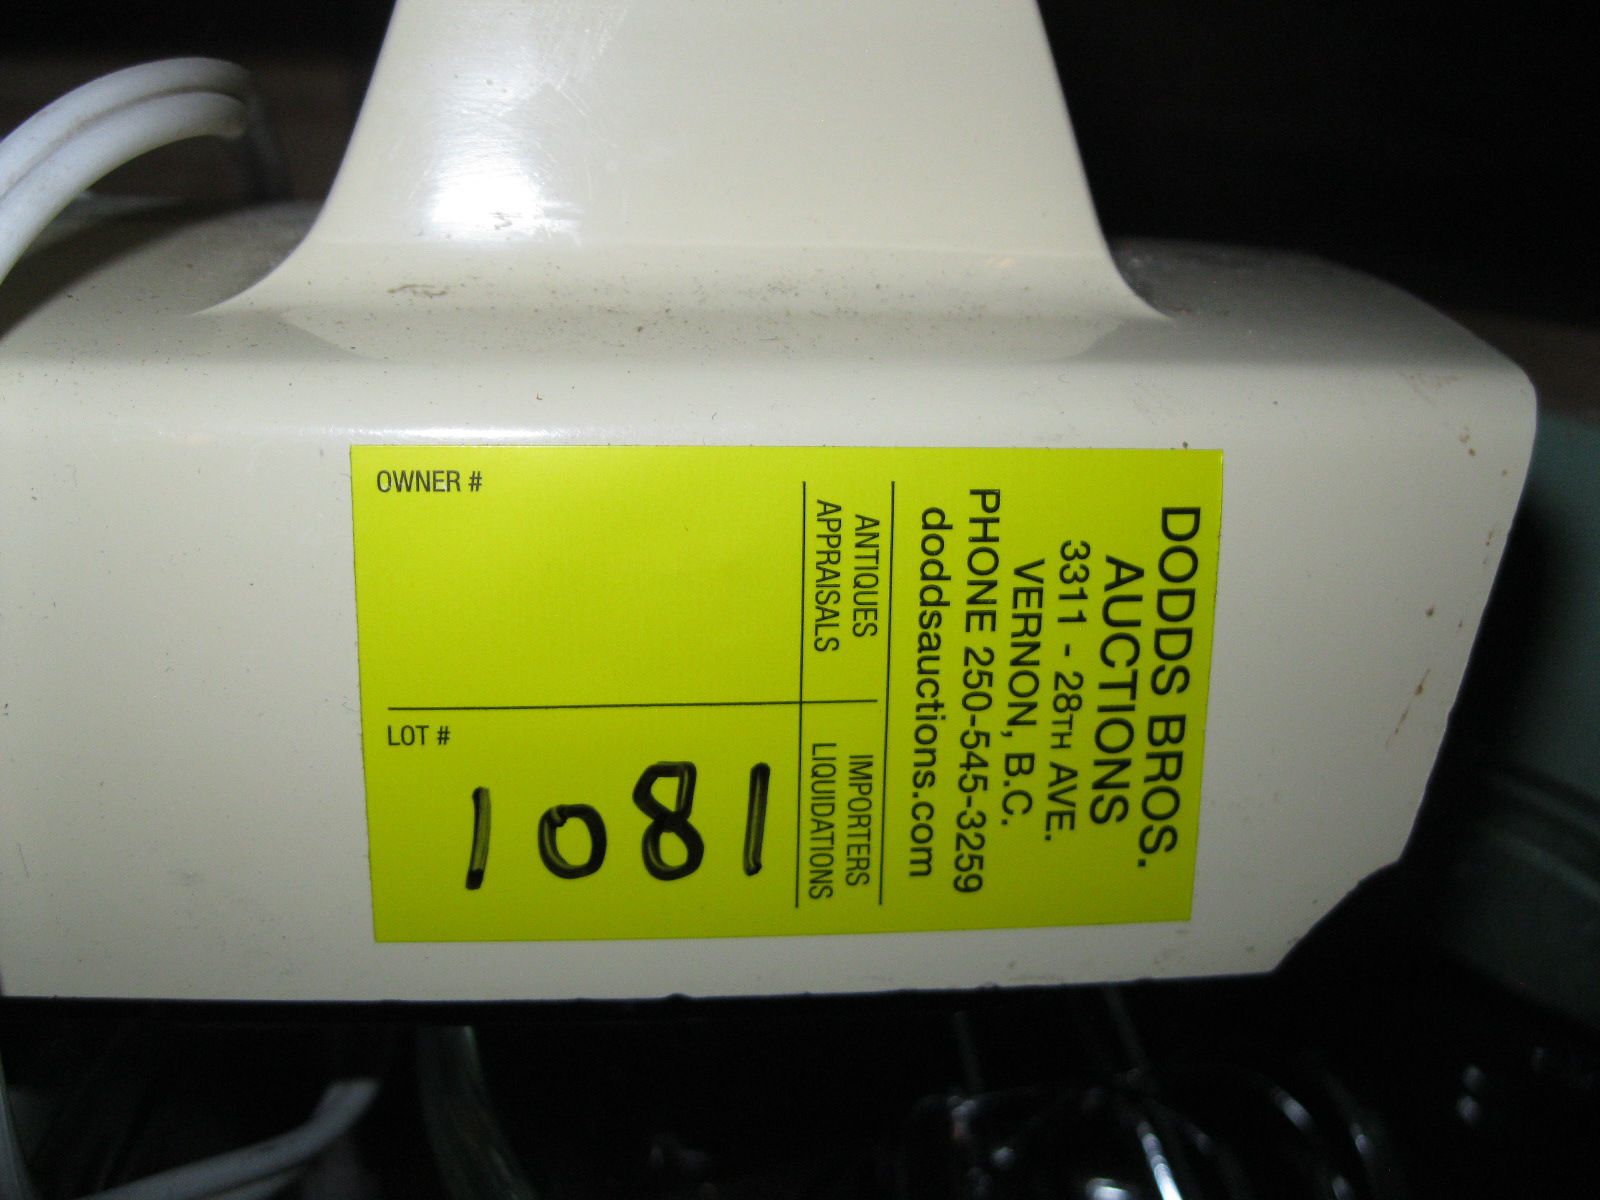 DODDS BROS.
AUCTIONS
3311 - 28TH AVE.
VERNON, B.C.
PHONE 250-545-3259
doddsauctions.com
ANTIQUES IMPORTERS
APPRAISALS LIQUIDATIONS
OWNER #
LOT #
1081